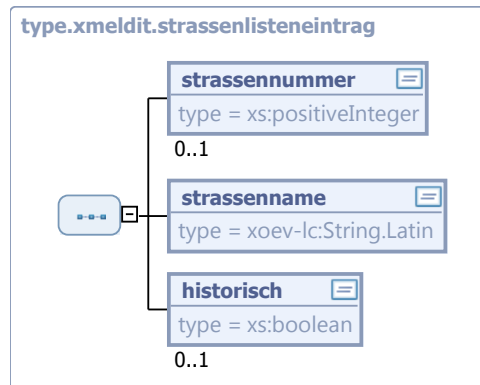 type.xmeldit.strassenlisteneintrag
strassennummer
type = xs:positiveInteger
0..1
strassenname
type = xoev-lc:String.Latin
historisch
type = xs:boolean
0..1